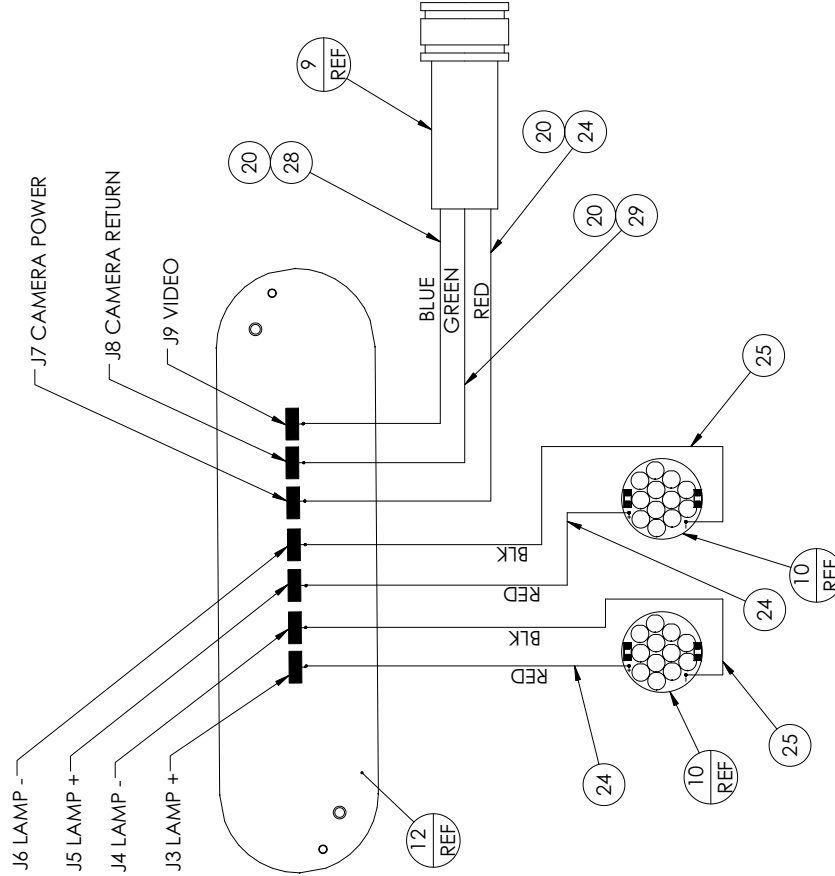 J6 LAMP -
J5 LAMP +
J4 LAMP -
J3 LAMP +
J7 CAMERA POWER
J8 CAMERA RETURN
J9 VIDEO
9
REF
20
28
20
24
20
29
BLUE
GREEN
RED
25
BLK
RED
BLK
RED
10
REF
24
25
10
REF
24
12
REF